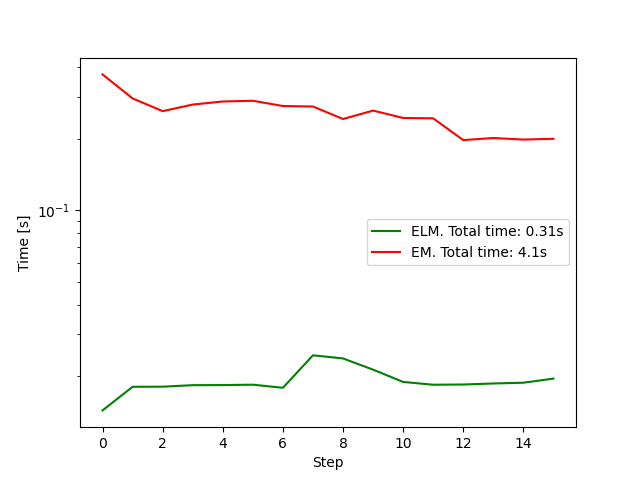 Time [s]
10⁻¹
ELM. Total time: 0.31s
EM. Total time: 4.1s
0 2 4 6 8 10 12 14
Step